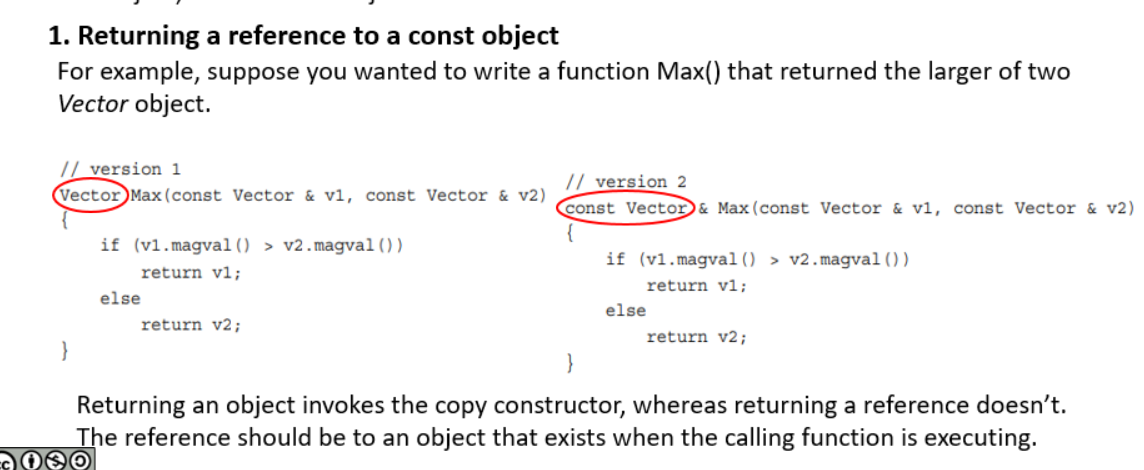 1. Returning a reference to a const object
For example, suppose you wanted to write a function Max() that returned the larger of two
Vector object.
// version 1
Vector Max(const Vector & v1, const Vector & v2)
{
if (v1.magval() > v2.magval())
return v1;
else
return v2;
}
// version 2
const Vector & Max(const Vector & v1, const Vector & v2)
{
if (v1.magval() > v2.magval())
return v1;
else
return v2;
}
Returning an object invokes the copy constructor, whereas returning a reference doesn’t.
The reference should be to an object that exists when the calling function is executing.